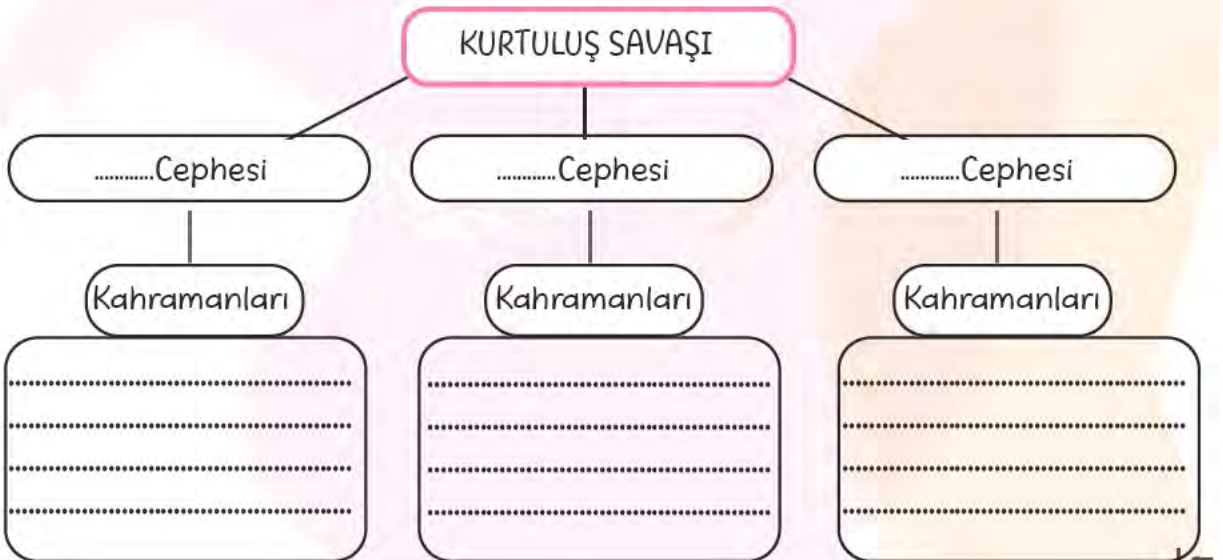 KURTULUŞ SAVAŞI
............Cephesi
............Cephesi
............Cephesi
Kahramanları
Kahramanları
Kahramanları